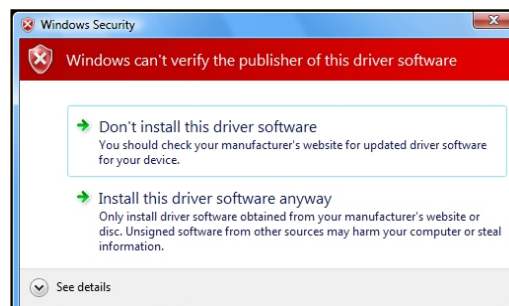 Windows Security
Windows can't verify the publisher of this driver software
Don't install this driver software
You should check your manufacturer's website for updated driver software
for your device.
Install this driver software anyway
Only install driver software obtained from your manufacturer's website or
disc. Unsigned software from other sources may harm your computer or steal
information.
See details